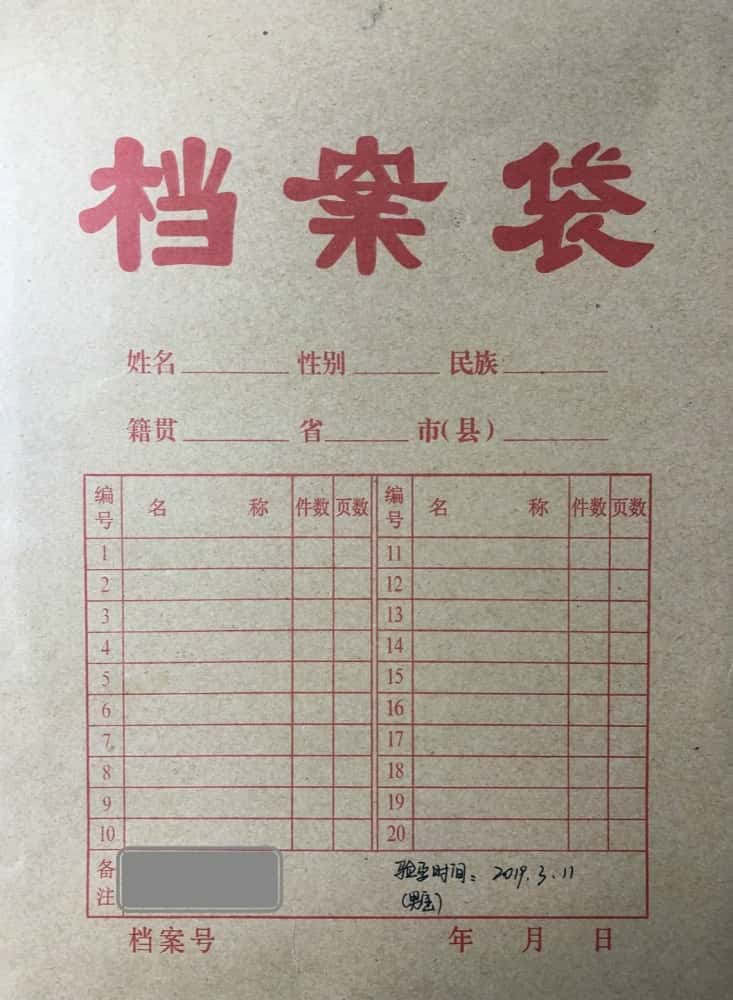 档案袋
姓名 性别 民族
籍贯 省 市(县)
编号 名 称 件数 页数 编号 名 称 件数 页数
1 11
2 12
3 13
4 14
5 15
6 16
7 17
8 18
9 19
10 20
备注 时间: 2019.3.11
档案号 年 月 日